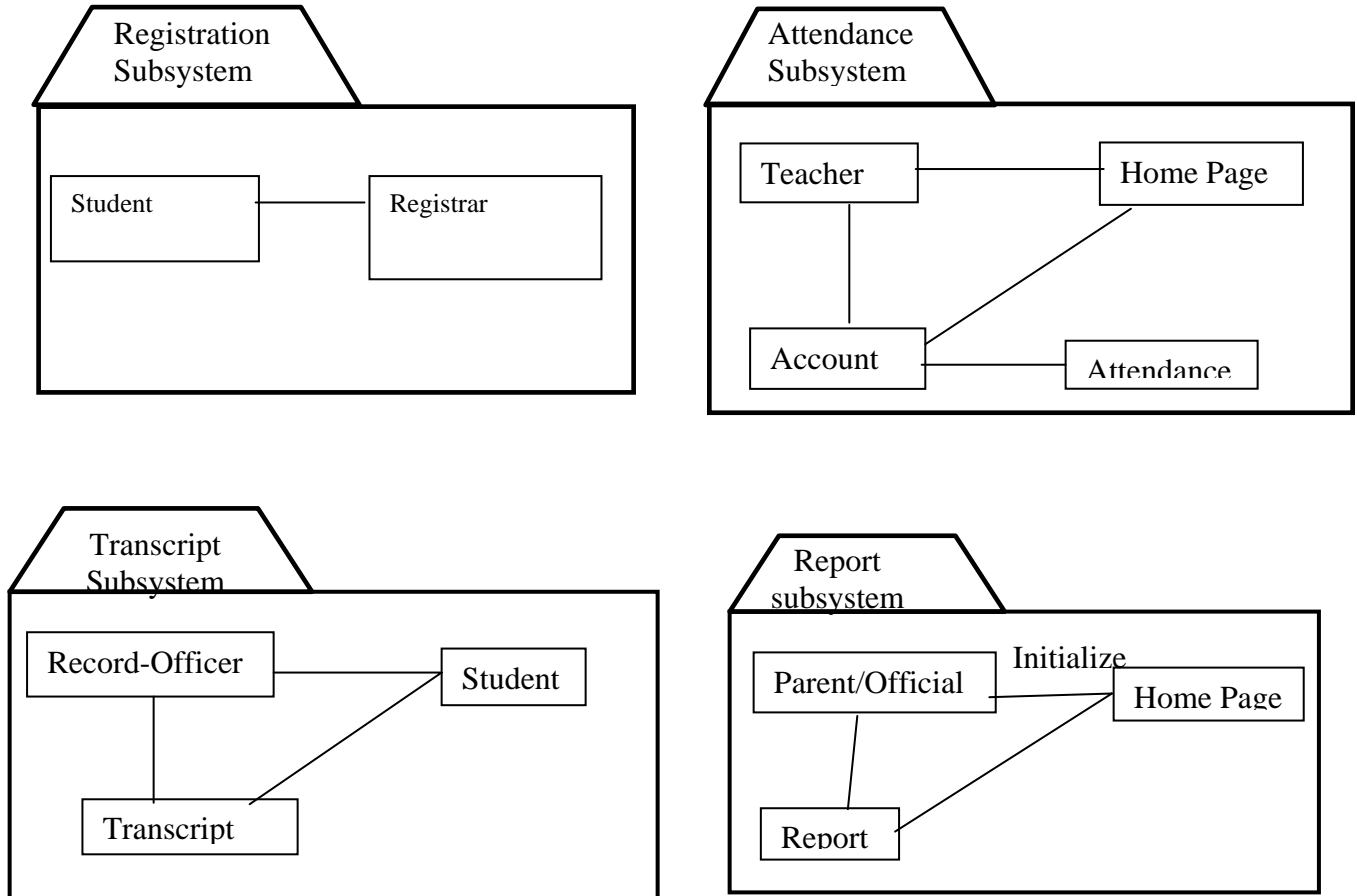 Registration
Subsystem
Student
Registrar
Attendance
Subsystem
Teacher
Home Page
Account
Attendance
Transcript
Subsystem
Record-Officer
Student
Transcript
Report
subsystem
Initialize
Parent/Official
Home Page
Report